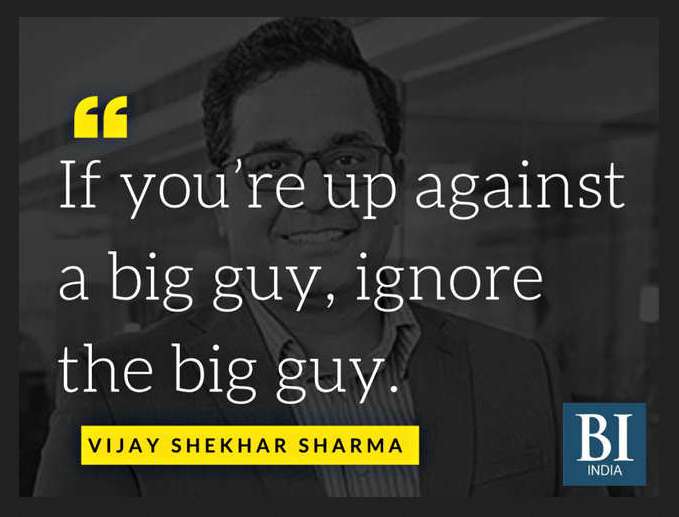 “
If you’re up against
a big guy, ignore
the big guy.
VIJAY SHEKHAR SHARMA
BI
INDIA